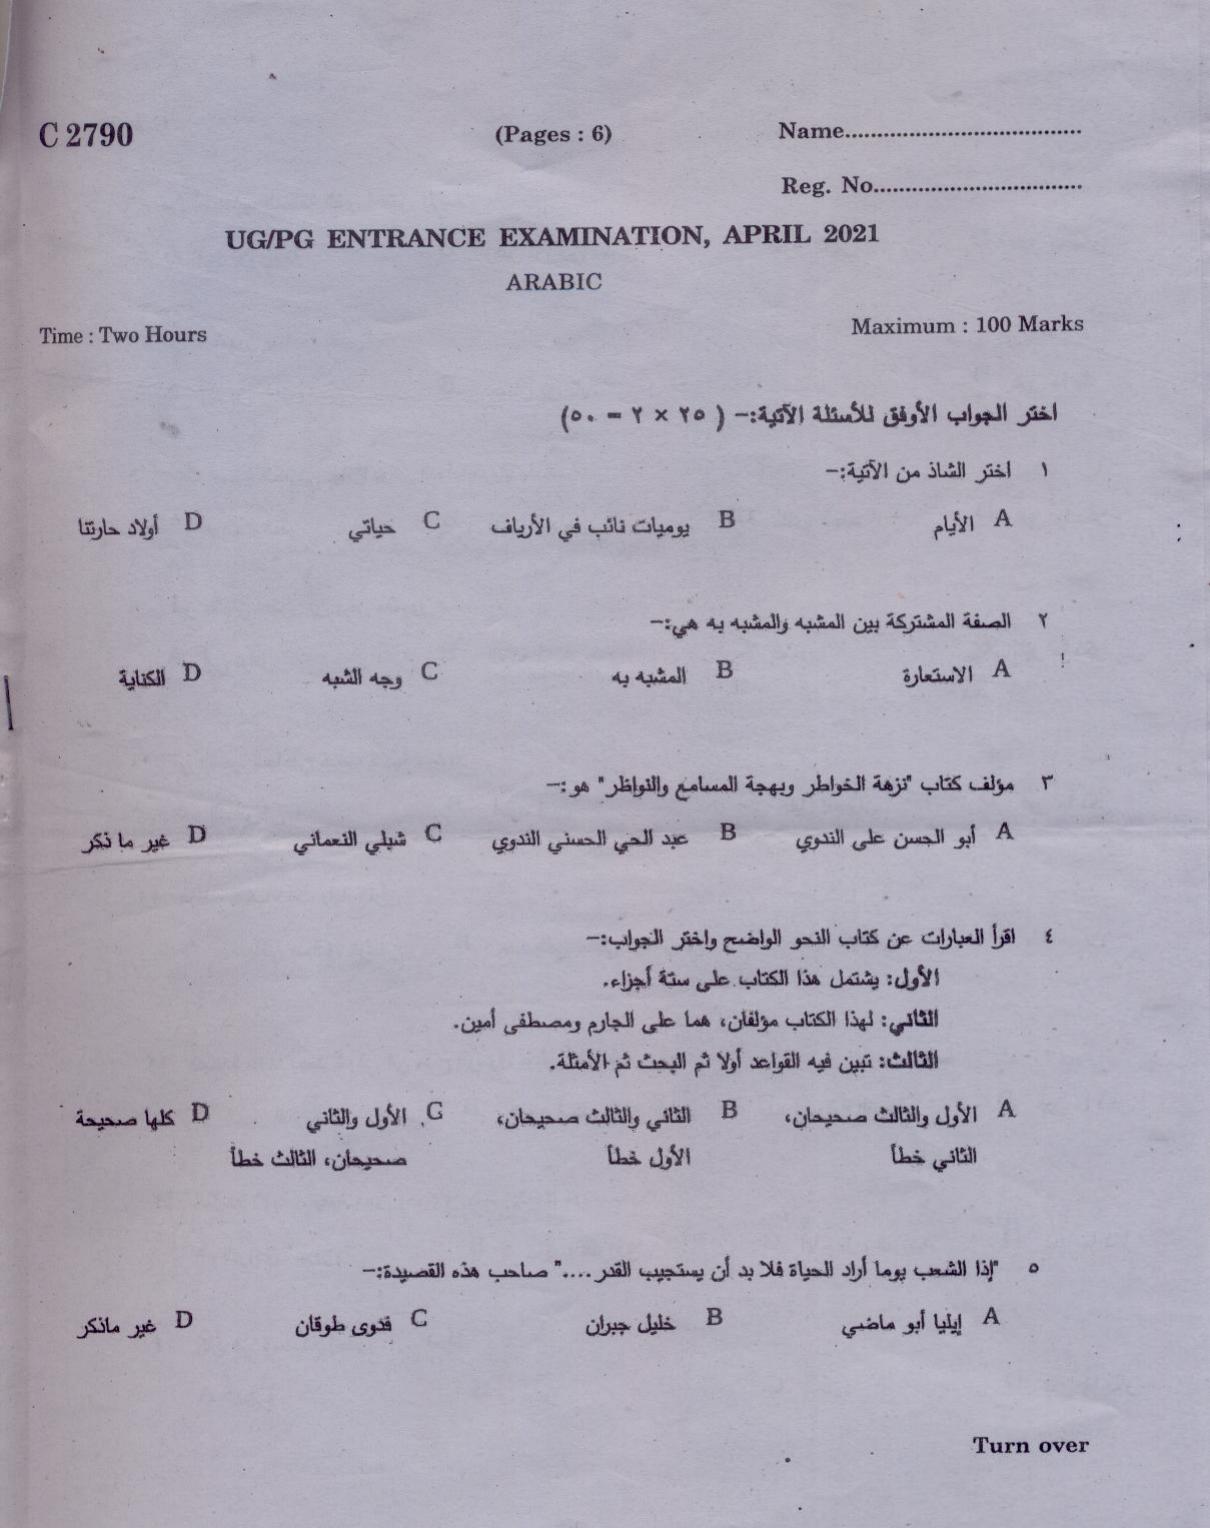 C 2790
(Pages : 6)
Name.....................................
Reg. No.................................
UG/PG ENTRANCE EXAMINATION, APRIL 2021
ARABIC
Time : Two Hours
Maximum : 100 Marks
اختر الجواب الأوفق للأسئلة الآتية:– ( ٢٥ × ٢ = ٥٠)
١ اختر الشاذ من الآتية:–
A الأيام B يوميات نائب في الأرياف C حياتي D أولاد حارتتا
٢ الصفة المشتركة بين المشبه والمشبه به هي:–
A الاستعارة B المشبه به C وجه الشبه D الكناية
٣ مؤلف كتاب "نزهة الخواطر وبهجة المسامع والنواظر" هو:–
A أبو الحسن على الندوي B عبد الحي الحسني الندوي C شبلي النعماني D غير ما ذكر
٤ اقرأ العبارات عن كتاب النحو الواضح واختر الجواب:–
الأول: يشتمل هذا الكتاب على ستة أجزاء.
الثاني: لهذا الكتاب مؤلفان، هما على الجارم ومصطفى أمين.
الثالث: تبين فيه القواعد أولا ثم البحث ثم الأمثلة.
A الأول والثالث صحيحان، B الثاني والثالث صحيحان، C الأول والثاني D كلها صحيحة
الثاني خطأ الأول خطأ صحيحان، الثالث خطأ
٥ "إذا الشعب يوما أراد الحياة فلا بد أن يستجيب القدر ...." صاحب هذه القصيدة:–
A إيليا أبو ماضي B خليل جبران C فدوى طوقان D غير ماذكر
Turn over